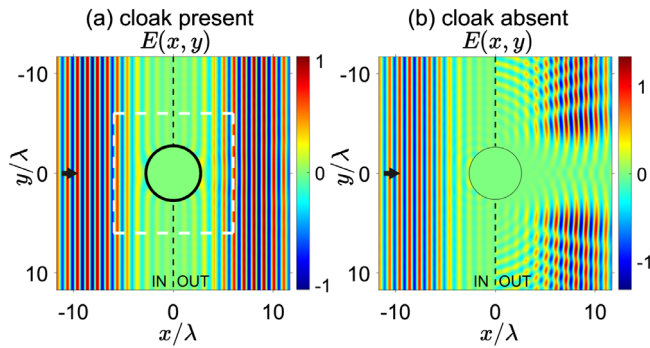 (a) cloak present
E(x, y)
-10
0
10
y/λ
IN OUT
-10
0
10
x/λ
1
0
-1
(b) cloak absent
E(x, y)
-10
0
10
y/λ
IN OUT
-10
0
10
x/λ
1
0
-1